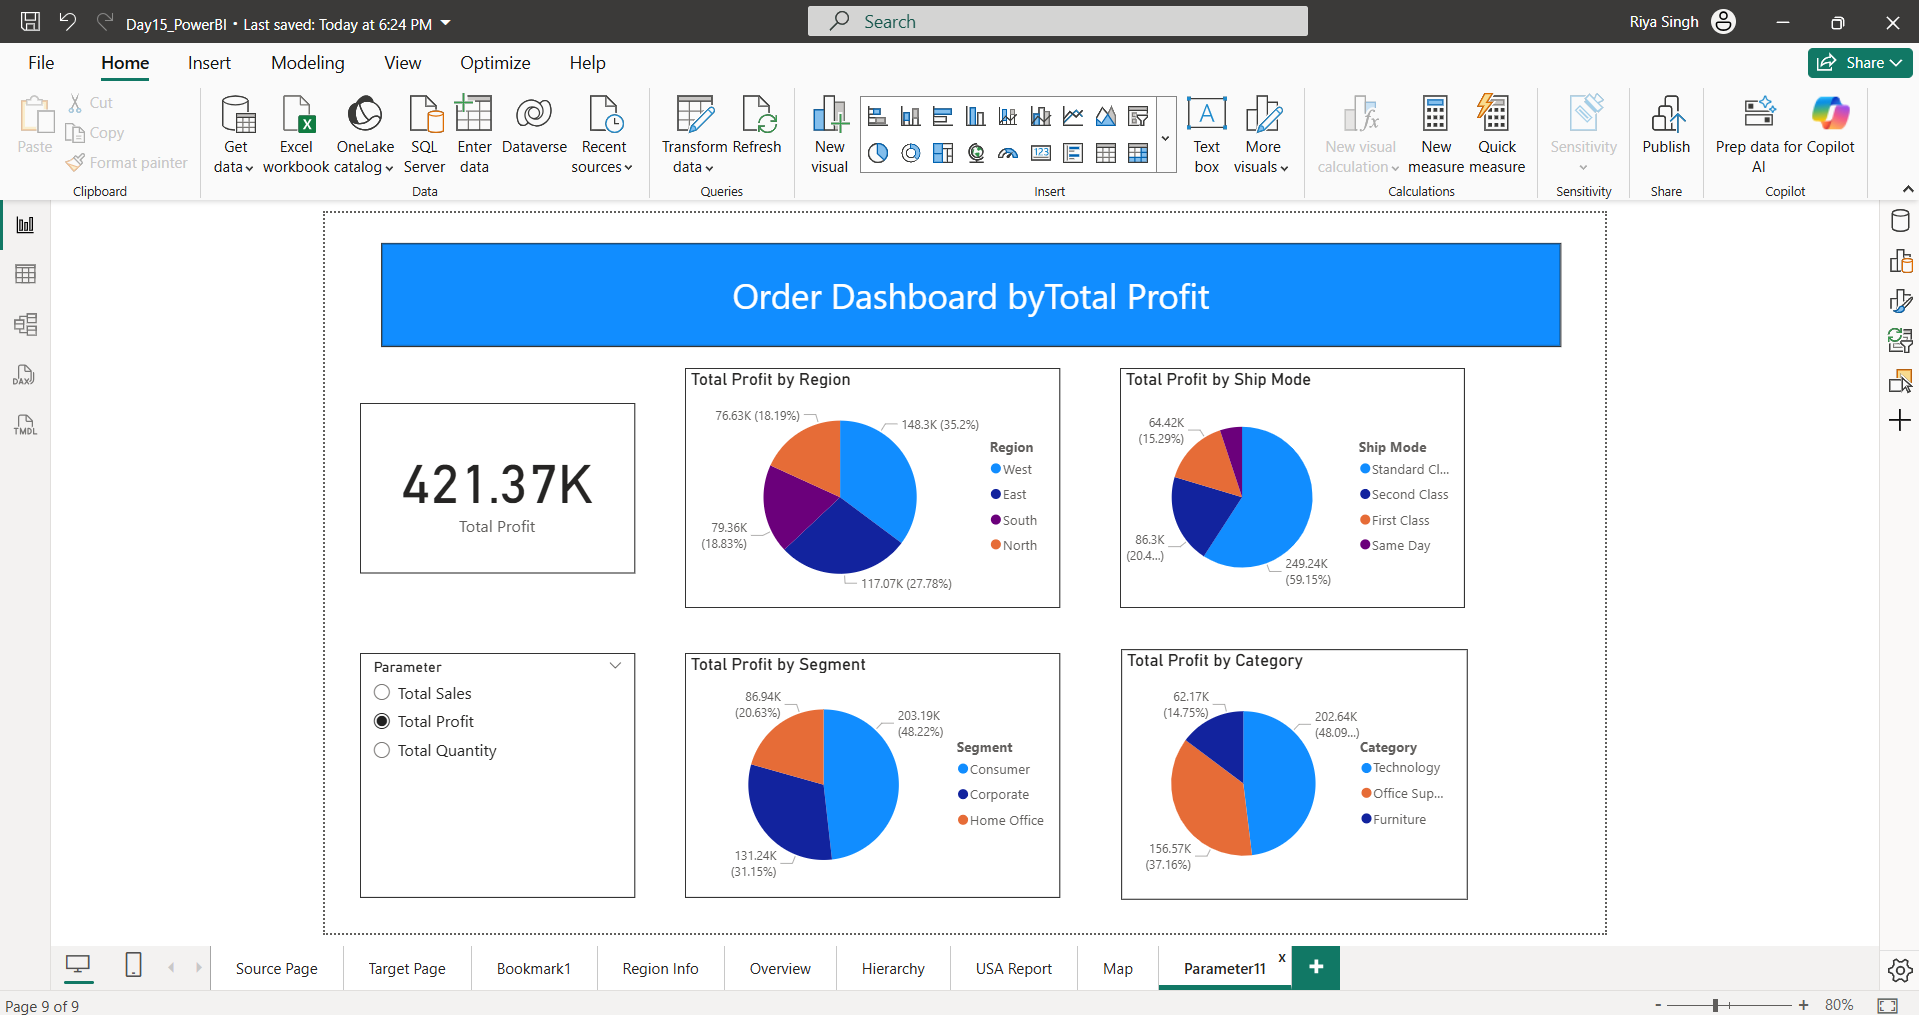 Day15_PowerBI • Last saved: Today at 6:24 PM
Search
Riya Singh
File
Home
Insert
Modeling
View
Optimize
Help
Share
Paste
Cut
Copy
Format painter
Clipboard
Get
data
Excel
workbook
OneLake
catalog
SQL
Server
Enter
data
Dataverse
Recent
sources
Data
Transform
data
Refresh
Queries
New
visual
123
Insert
A
Text
box
More
visuals
New visual
calculation
New
measure
Quick
measure
Calculations
Sensitivity
Sensitivity
Publish
Share
Prep data for
AI
Copilot
Copilot
DAX
TMDL
Order Dashboard byTotal Profit
421.37K
Total Profit
Total Profit by Region
76.63K (18.19%)
148.3K (35.2%)
79.36K
(18.83%)
117.07K (27.78%)
Region
West
East
South
North
Total Profit by Ship Mode
64.42K
(15.29%)
86.3K
(20.4...)
249.24K
(59.15%)
Ship Mode
Standard Cl...
Second Class
First Class
Same Day
Parameter
Total Sales
Total Profit
Total Quantity
Total Profit by Segment
86.94K
(20.63%)
203.19K
(48.22%)
131.24K
(31.15%)
Segment
Consumer
Corporate
Home Office
Total Profit by Category
62.17K
(14.75%)
202.64K
(48.09...)
156.57K
(37.16%)
Category
Technology
Office Sup...
Furniture
Source Page
Target Page
Bookmark1
Region Info
Overview
Hierarchy
USA Report
Map
Parameter11
x
+
Page 9 of 9
-
+
80%